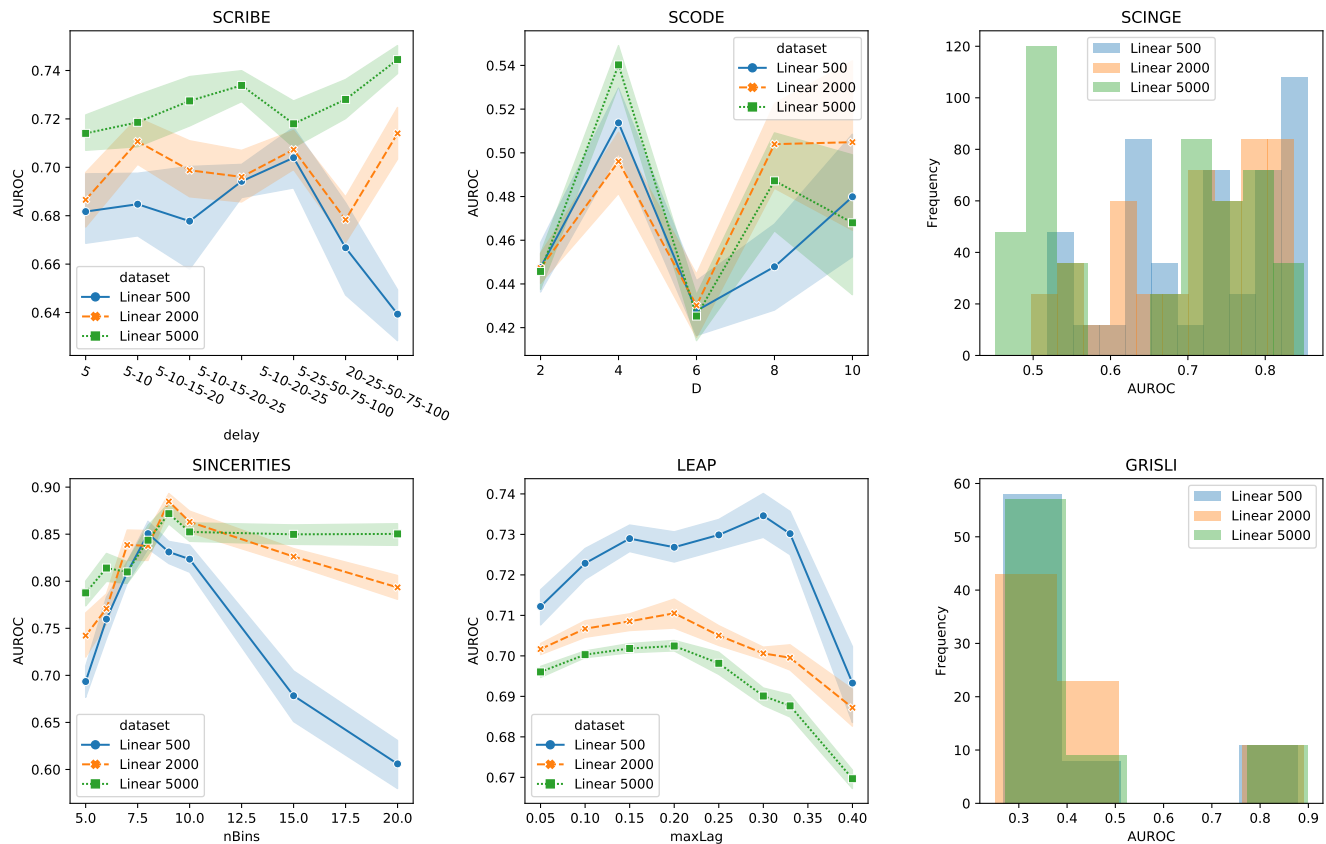 SCRIBE
AUROC
0.74
0.72
0.70
0.68
0.66
0.64
dataset
Linear 500
Linear 2000
Linear 5000
5
5-10
5-10-15-20
5-10-15-20-25
5-10-20-25
5-25-50-75-100
20-25-50-75-100
delay
SCODE
AUROC
0.54
0.52
0.50
0.48
0.46
0.44
0.42
dataset
Linear 500
Linear 2000
Linear 5000
2
4
6
8
10
D
SCINGE
Frequency
120
100
80
60
40
20
0
Linear 500
Linear 2000
Linear 5000
0.5
0.6
0.7
0.8
AUROC
SINCERITIES
AUROC
0.90
0.85
0.80
0.75
0.70
0.65
0.60
dataset
Linear 500
Linear 2000
Linear 5000
5.0
7.5
10.0
12.5
15.0
17.5
20.0
nBins
LEAP
AUROC
0.74
0.73
0.72
0.71
0.70
0.69
0.68
0.67
dataset
Linear 500
Linear 2000
Linear 5000
0.05
0.10
0.15
0.20
0.25
0.30
0.35
0.40
maxLag
GRISLI
Frequency
60
50
40
30
20
10
0
Linear 500
Linear 2000
Linear 5000
0.3
0.4
0.5
0.6
0.7
0.8
0.9
AUROC